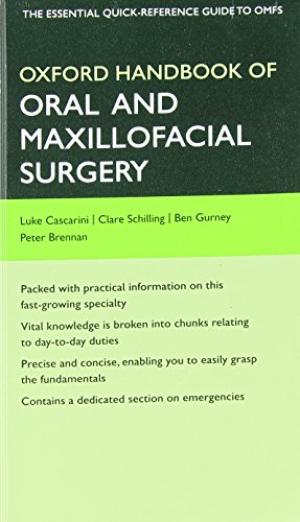 THE ESSENTIAL QUICK-REFERENCE GUIDE TO OMFS
OXFORD HANDBOOK OF
ORAL AND
MAXILLOFACIAL
SURGERY
Luke Cascarini | Clare Schilling | Ben Gurney
Peter Brennan
Packed with practical information on this
fast-growing specialty
Vital knowledge is broken into chunks relating
to day-to-day duties
Precise and concise, enabling you to easily grasp
the fundamentals
Contains a dedicated section on emergencies